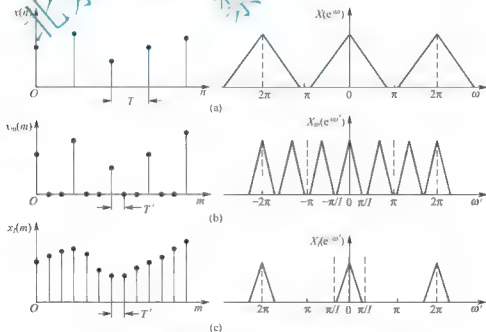 x(n)
X(e^jω)
O
T
n
2π
π
0
π
2π
ω
(a)
x_m(m)
X_m(e^jω')
O
T'
m
−2π
−π
−π/I
0
π/I
π
2π
ω'
(b)
x_I(m)
X_I(e^jω')
O
T'
m
2π
π
π/I
0
π/I
π
2π
ω'
(c)